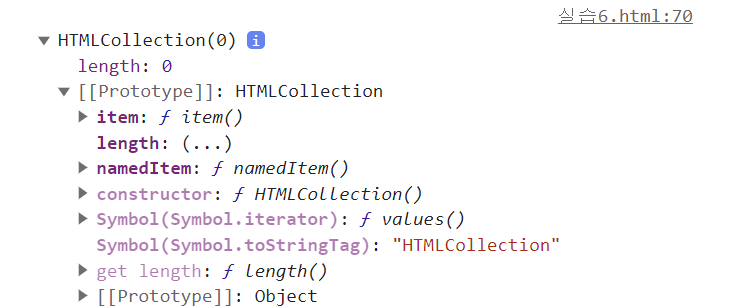 실습6.html:70
▼ HTMLCollection(0) i
length: 0
▼ [[Prototype]]: HTMLCollection
▶ item: ƒ item()
length: (...)
▶ namedItem: ƒ namedItem()
▶ constructor: ƒ HTMLCollection()
▶ Symbol(Symbol.iterator): ƒ values()
Symbol(Symbol.toStringTag): "HTMLCollection"
▶ get length: ƒ length()
▶ [[Prototype]]: Object